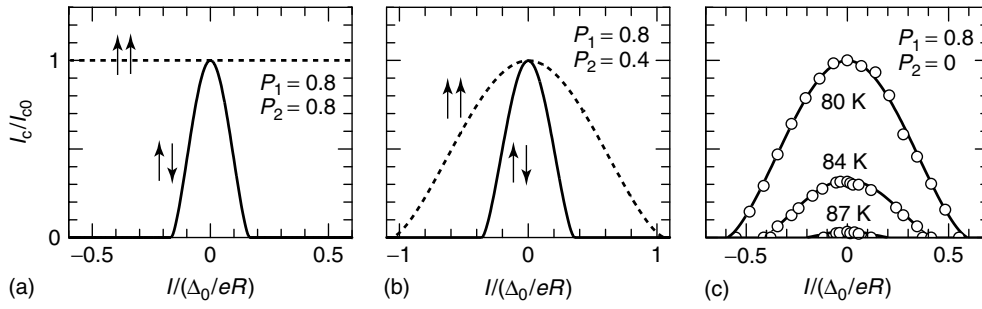 I_c/I_c0
1
0
P_1 = 0.8
P_2 = 0.8
−0.5 0 0.5
(a)
I/(Δ_0/eR)
P_1 = 0.8
P_2 = 0.4
−1 0 1
(b)
I/(Δ_0/eR)
P_1 = 0.8
P_2 = 0
80 K
84 K
87 K
−0.5 0 0.5
(c)
I/(Δ_0/eR)